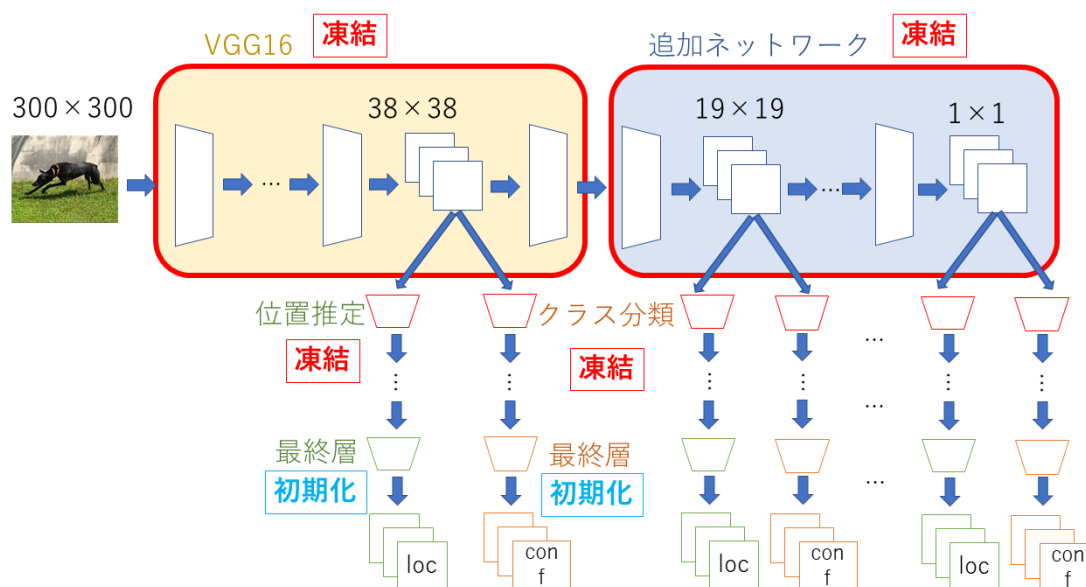 VGG16
凍結
追加ネットワーク
凍結
300×300
38×38
19×19
1×1
...
...
位置推定
クラス分類
凍結
凍結
...
...
...
...
...
...
...
...
最終層
最終層
初期化
初期化
...
loc
con
f
loc
con
f
loc
con
f